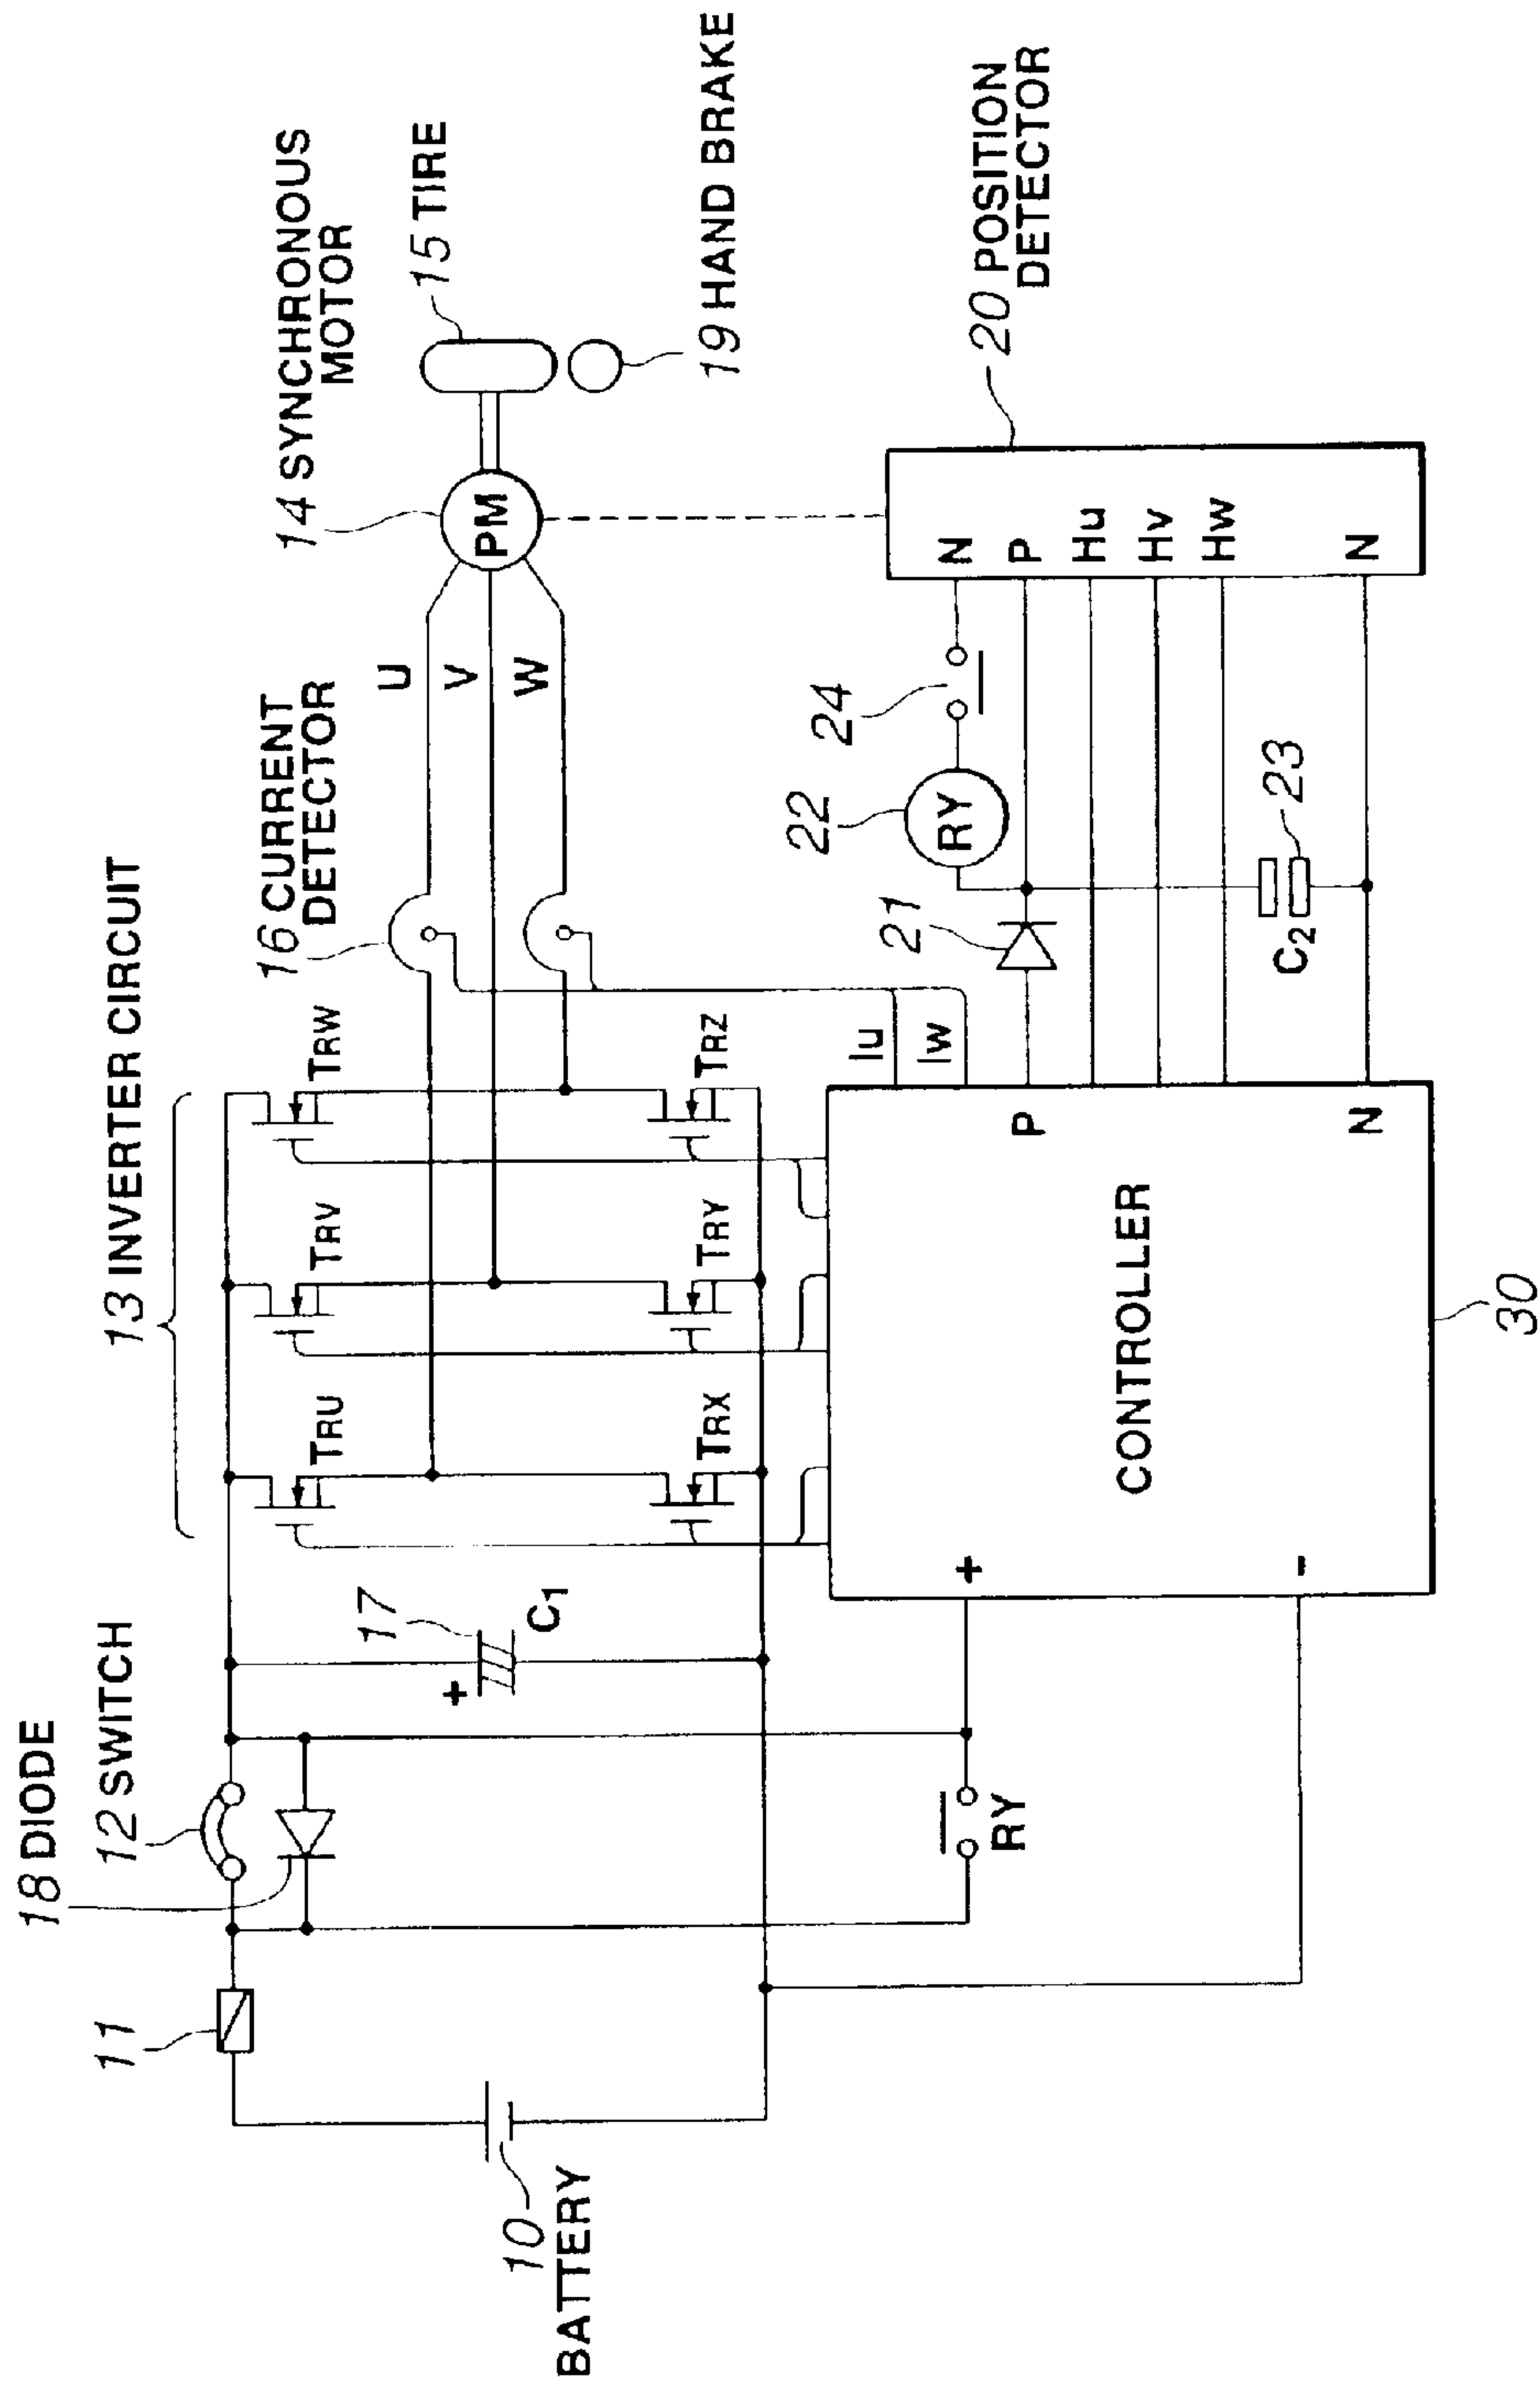 18 DIODE
12 SWITCH
13 INVERTER CIRCUIT
11
TRU
TRV
TRW
16 CURRENT
DETECTOR
14 SYNCHRONOUS
MOTOR
17
+
C1
U
V
W
PM
15 TIRE
10
BATTERY
TRX
TRY
TRZ
19 HAND BRAKE
Iu
Iw
22
24
RY
21
RY
+
-
CONTROLLER
P
N
30
C2
23
N
P
Hu
Hv
Hw
N
20 POSITION
DETECTOR